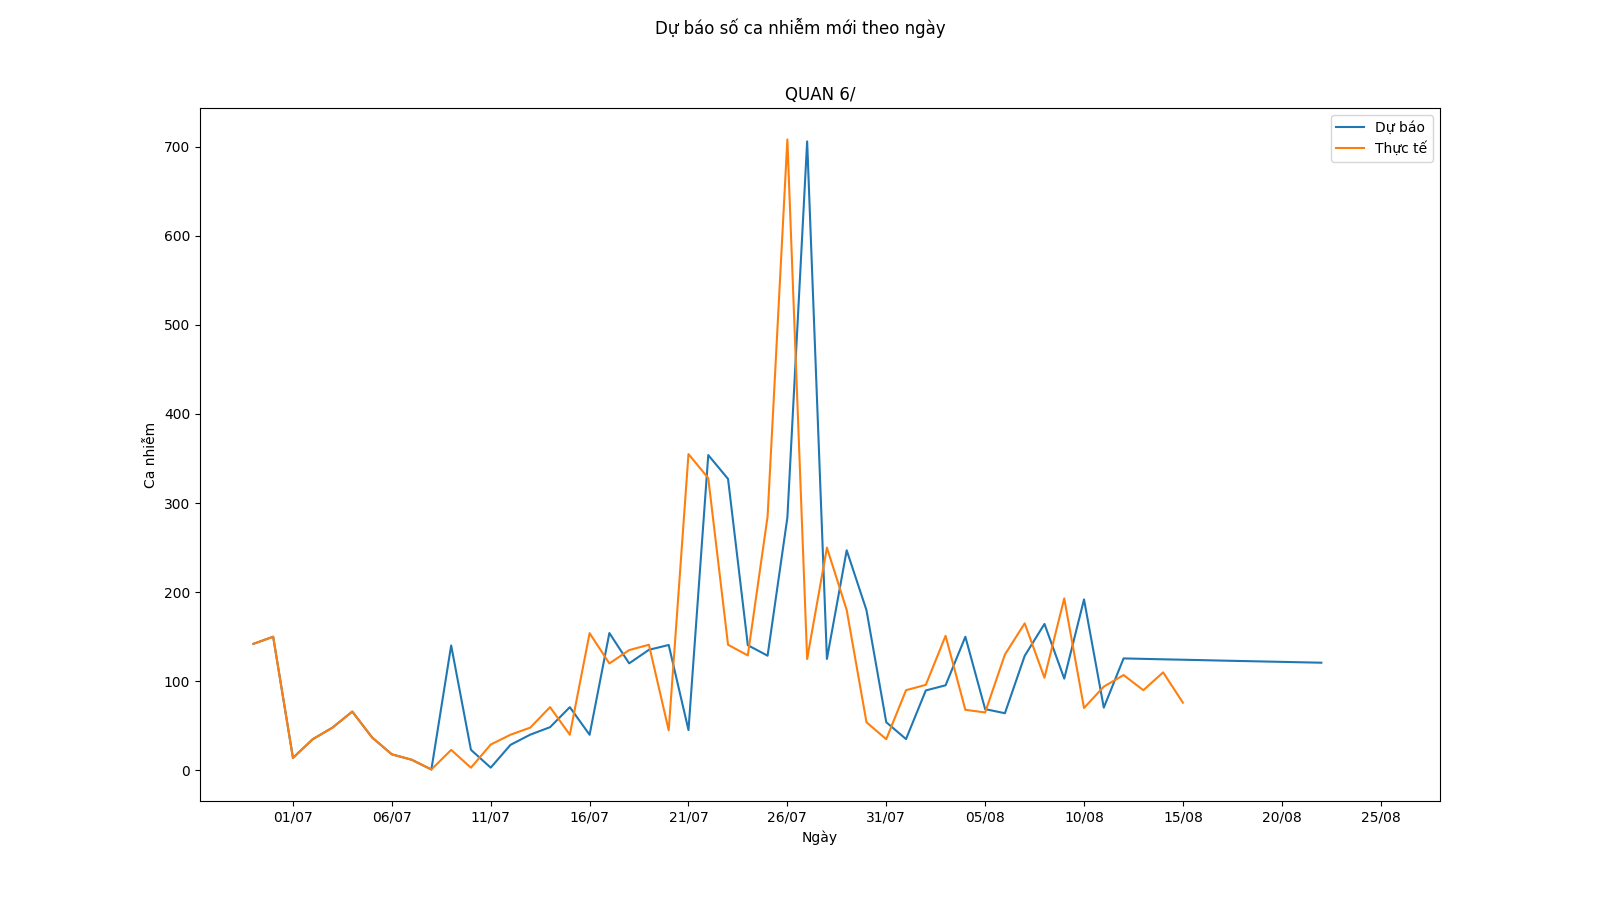 Dự báo số ca nhiễm mới theo ngày
QUAN 6/
Dự báo
Thực tế
700
600
500
400
300
200
100
0
Ca nhiễm
01/07 06/07 11/07 16/07 21/07 26/07 31/07 05/08 10/08 15/08 20/08 25/08
Ngày